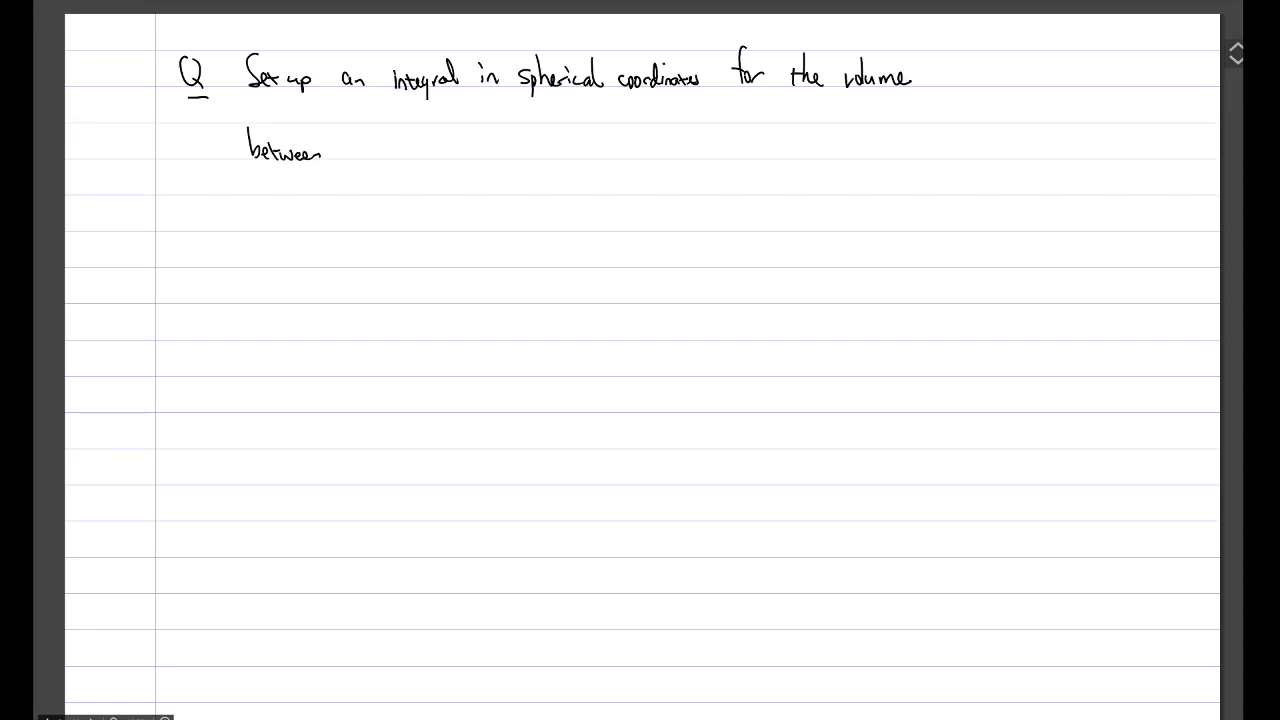 Q Set up an integral in spherical coordinates for the volume
between